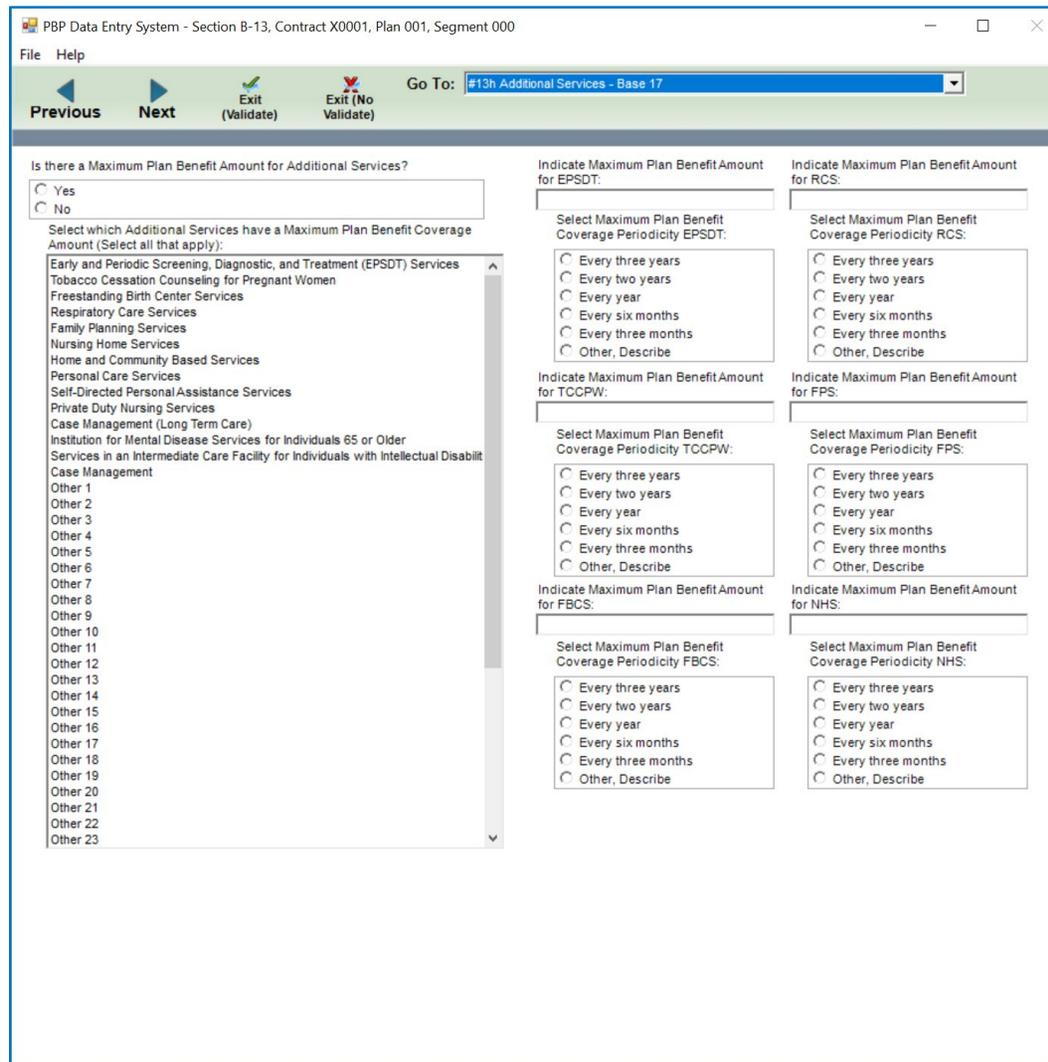 PBP Data Entry System - Section B-13, Contract X0001, Plan 001, Segment 000
File Help
Previous
Next
Exit
(Validate)
Exit (No
Validate)
Go To:
#13h Additional Services - Base 17
Is there a Maximum Plan Benefit Amount for Additional Services?
Yes
No
Select which Additional Services have a Maximum Plan Benefit Coverage
Amount (Select all that apply):
Early and Periodic Screening, Diagnostic, and Treatment (EPSDT) Services
Tobacco Cessation Counseling for Pregnant Women
Freestanding Birth Center Services
Respiratory Care Services
Family Planning Services
Nursing Home Services
Home and Community Based Services
Personal Care Services
Self-Directed Personal Assistance Services
Private Duty Nursing Services
Case Management (Long Term Care)
Institution for Mental Disease Services for Individuals 65 or Older
Services in an Intermediate Care Facility for Individuals with Intellectual Disabilit
Case Management
Other 1
Other 2
Other 3
Other 4
Other 5
Other 6
Other 7
Other 8
Other 9
Other 10
Other 11
Other 12
Other 13
Other 14
Other 15
Other 16
Other 17
Other 18
Other 19
Other 20
Other 21
Other 22
Other 23
Indicate Maximum Plan Benefit Amount
for EPSDT:
Select Maximum Plan Benefit
Coverage Periodicity EPSDT:
Every three years
Every two years
Every year
Every six months
Every three months
Other, Describe
Indicate Maximum Plan Benefit Amount
for TCCPW:
Select Maximum Plan Benefit
Coverage Periodicity TCCPW:
Every three years
Every two years
Every year
Every six months
Every three months
Other, Describe
Indicate Maximum Plan Benefit Amount
for FBCS:
Select Maximum Plan Benefit
Coverage Periodicity FBCS:
Every three years
Every two years
Every year
Every six months
Every three months
Other, Describe
Indicate Maximum Plan Benefit Amount
for RCS:
Select Maximum Plan Benefit
Coverage Periodicity RCS:
Every three years
Every two years
Every year
Every six months
Every three months
Other, Describe
Indicate Maximum Plan Benefit Amount
for FPS:
Select Maximum Plan Benefit
Coverage Periodicity FPS:
Every three years
Every two years
Every year
Every six months
Every three months
Other, Describe
Indicate Maximum Plan Benefit Amount
for NHS:
Select Maximum Plan Benefit
Coverage Periodicity NHS:
Every three years
Every two years
Every year
Every six months
Every three months
Other, Describe